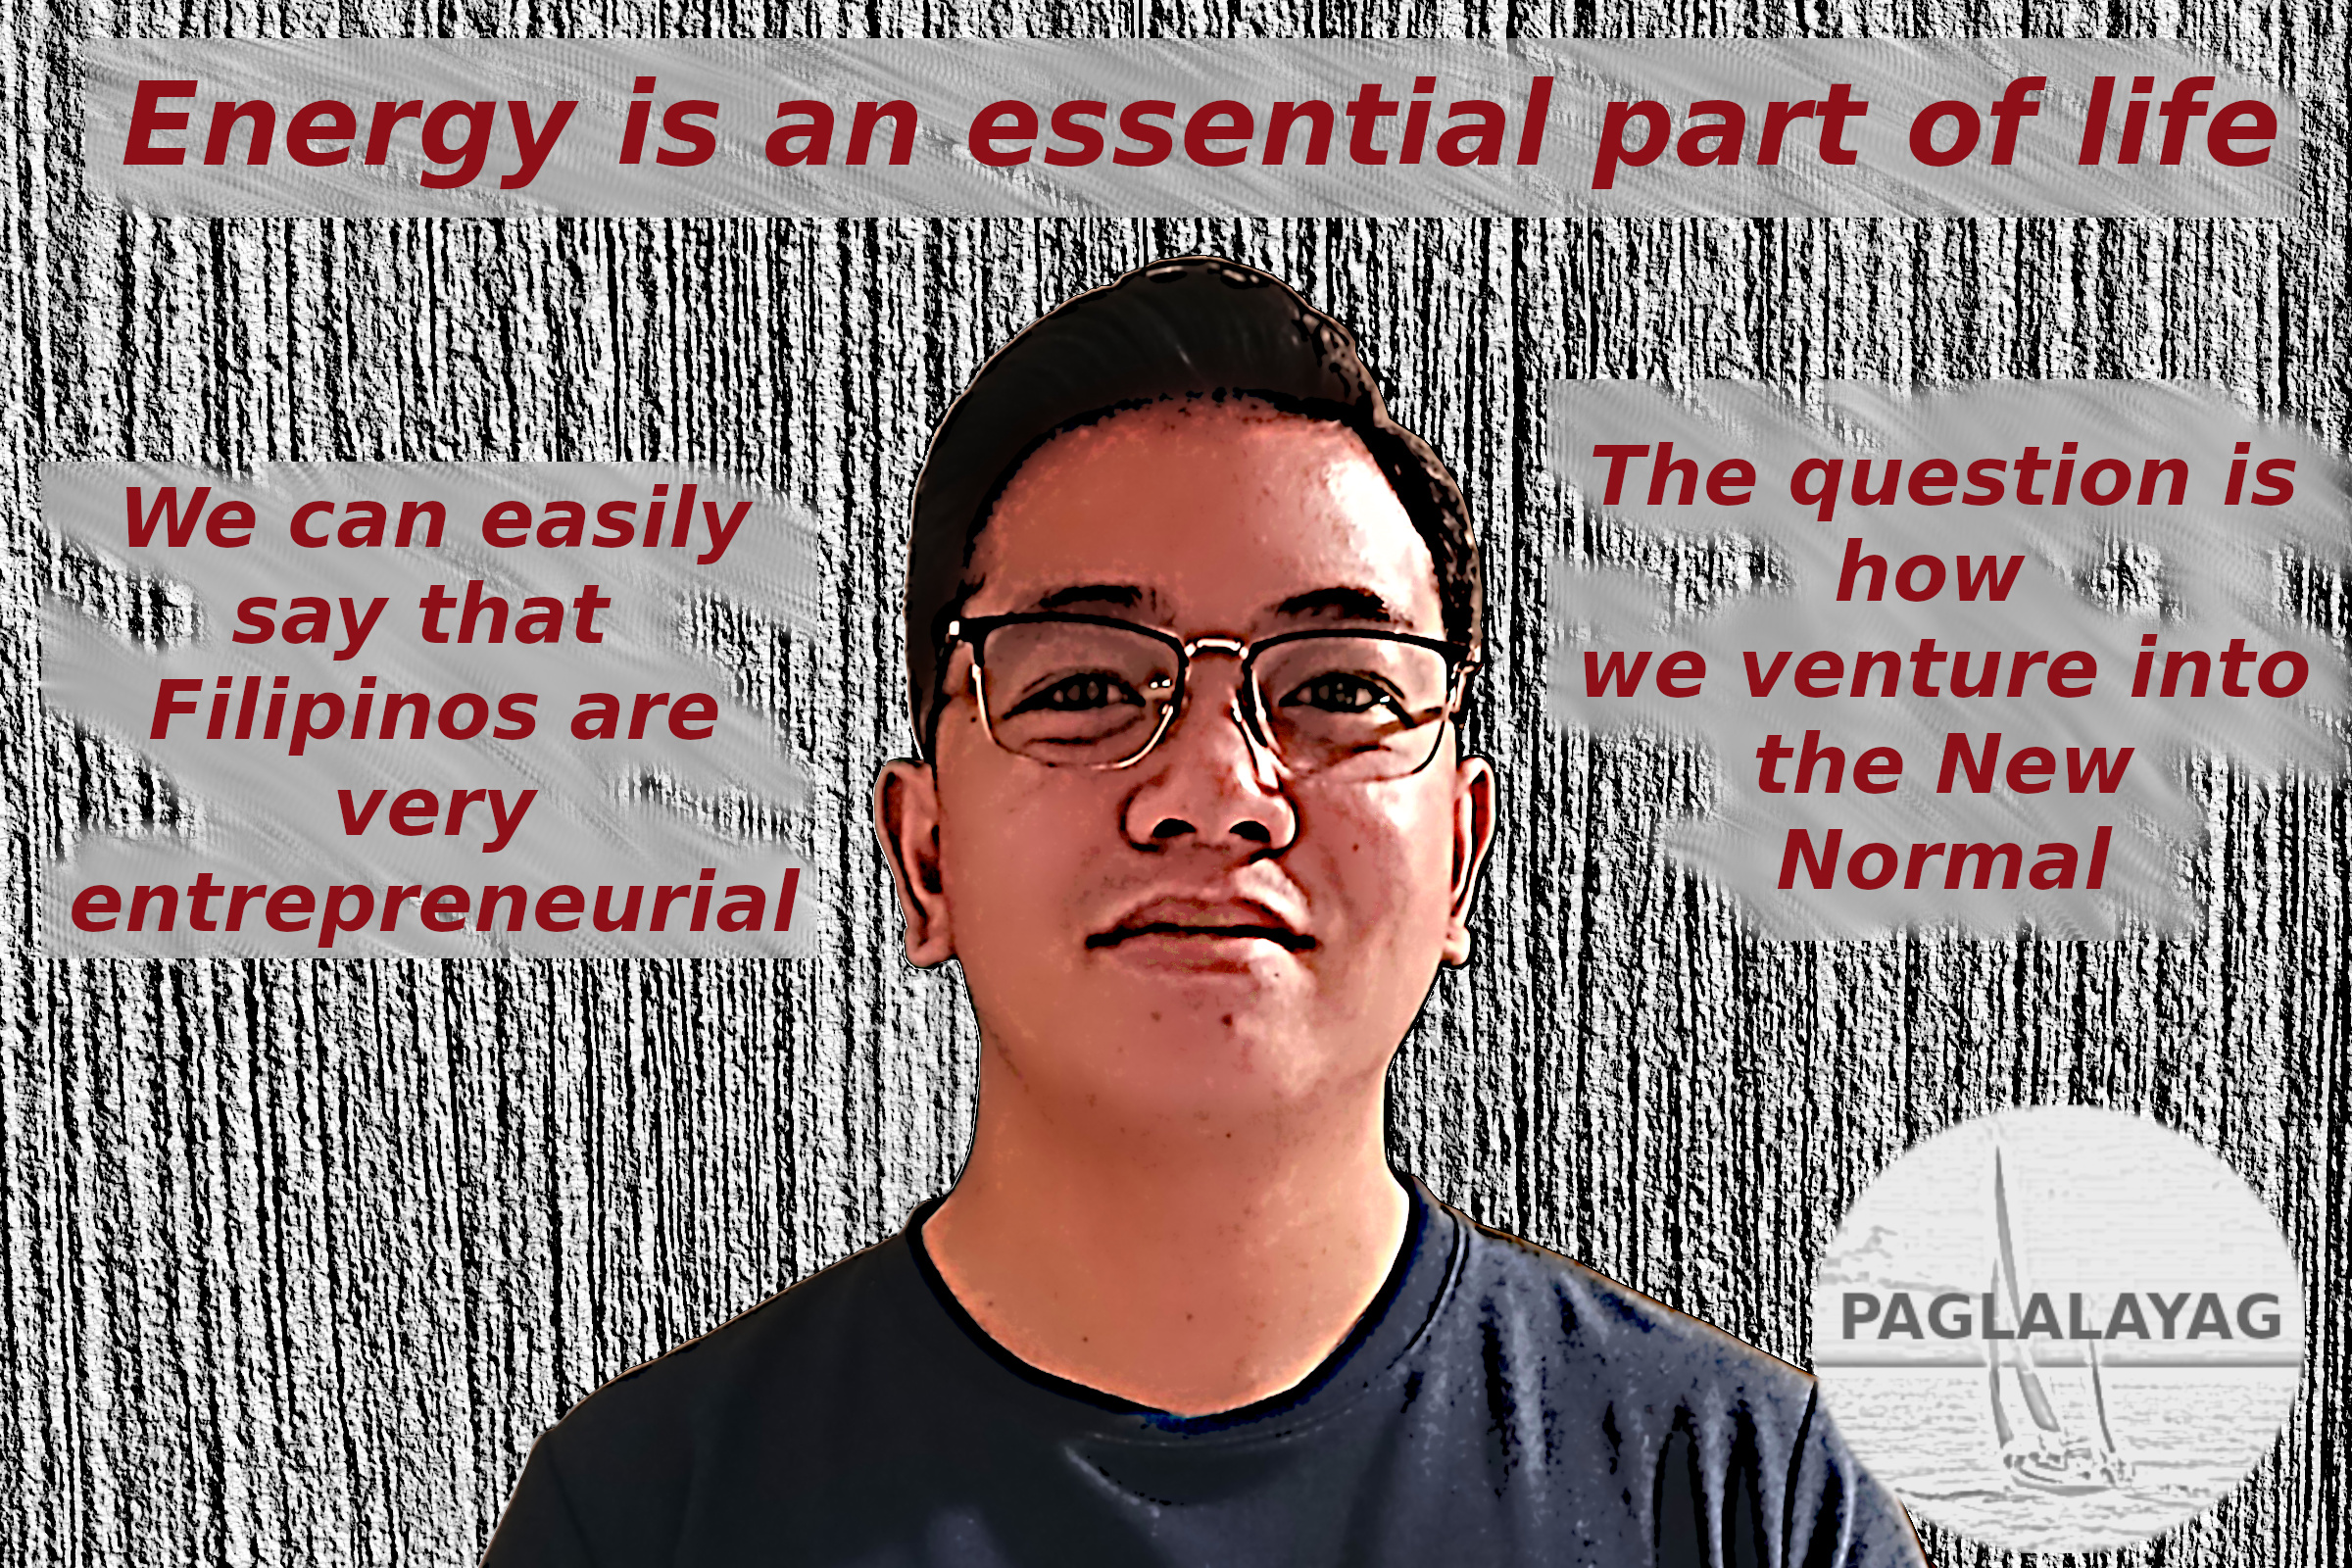 Energy is an essential part of life
We can easily
say that
Filipinos are
very
entrepreneurial
The question is
how
we venture into
the New
Normal
PAGLALAYAG